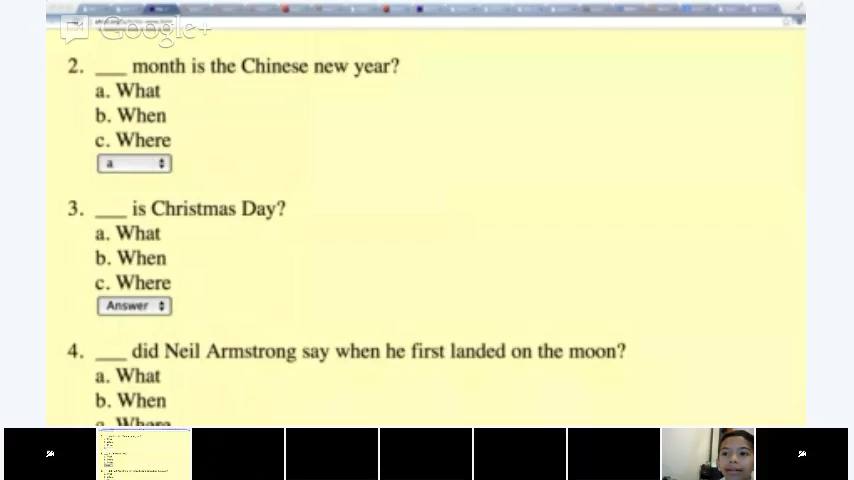 Google+
2. ___ month is the Chinese new year?
a. What
b. When
c. Where
a
3. ___ is Christmas Day?
a. What
b. When
c. Where
Answer
4. ___ did Neil Armstrong say when he first landed on the moon?
a. What
b. When
c. Where